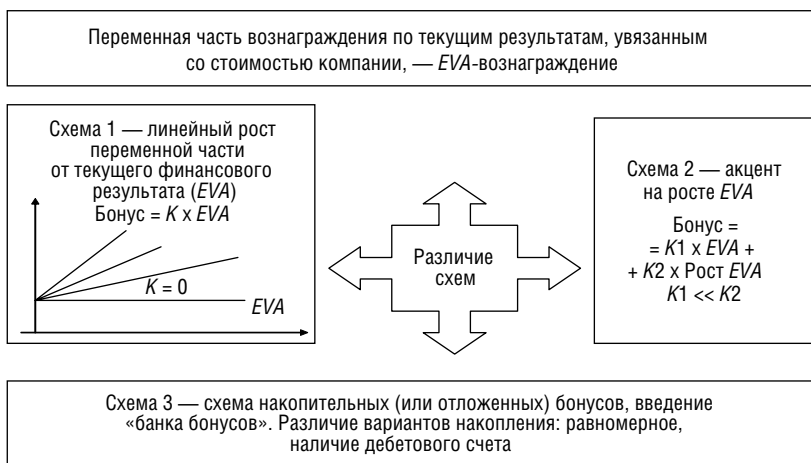 Переменная часть вознаграждения по текущим результатам, увязанным
со стоимостью компании, — EVA-вознаграждение
Схема 1 — линейный рост
переменной части
от текущего финансового
результата (EVA)
Бонус = K x EVA
K = 0
EVA
Различие
схем
Схема 2 — акцент
на росте EVA
Бонус =
= K1 x EVA +
+ K2 x Рост EVA
K1 << K2
Схема 3 — схема накопительных (или отложенных) бонусов, введение
«банка бонусов». Различие вариантов накопления: равномерное,
наличие дебетового счета